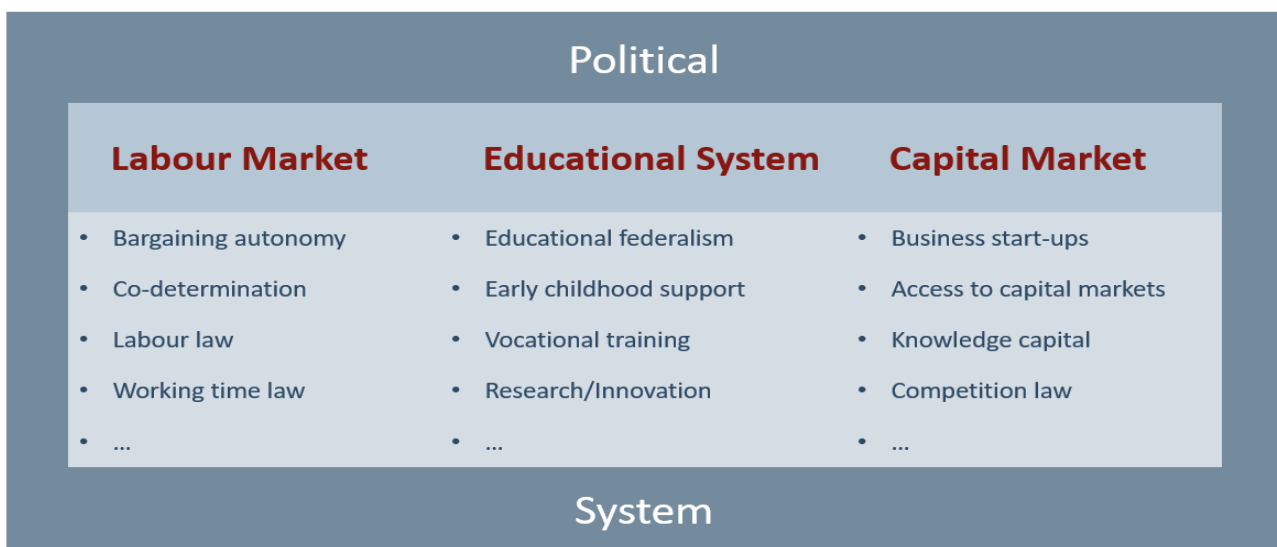 Political
Labour Market
Educational System
Capital Market
• Bargaining autonomy
• Co-determination
• Labour law
• Working time law
• ...
• Educational federalism
• Early childhood support
• Vocational training
• Research/Innovation
• ...
• Business start-ups
• Access to capital markets
• Knowledge capital
• Competition law
• ...
System